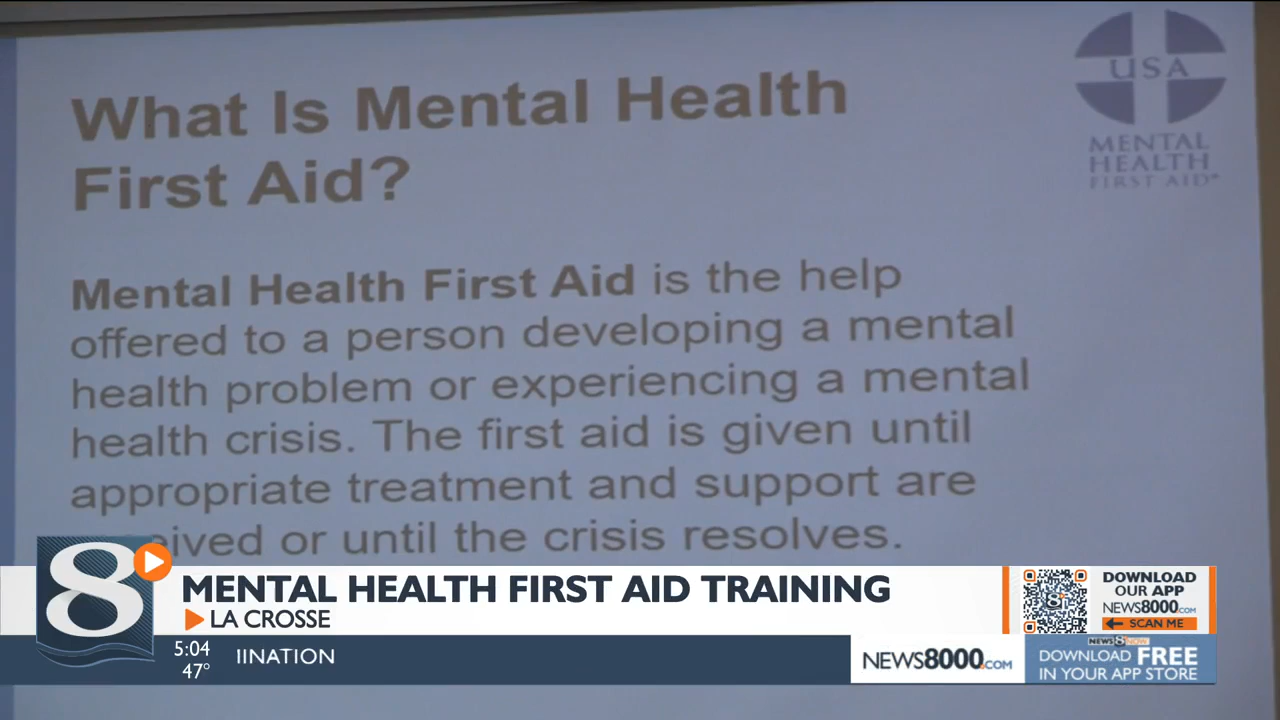 What Is Mental Health
First Aid?
USA
MENTAL
HEALTH
FIRST AID®
Mental Health First Aid is the help
offered to a person developing a mental
health problem or experiencing a mental
health crisis. The first aid is given until
appropriate treatment and support are
or until the crisis resolves.
8
MENTAL HEALTH FIRST AID TRAINING
LA CROSSE
5:04
47°
IINATION
DOWNLOAD
OUR APP
NEWS8000.COM
SCAN ME
NEWS8000.COM
NEWS 8 NOW
DOWNLOAD FREE
IN YOUR APP STORE